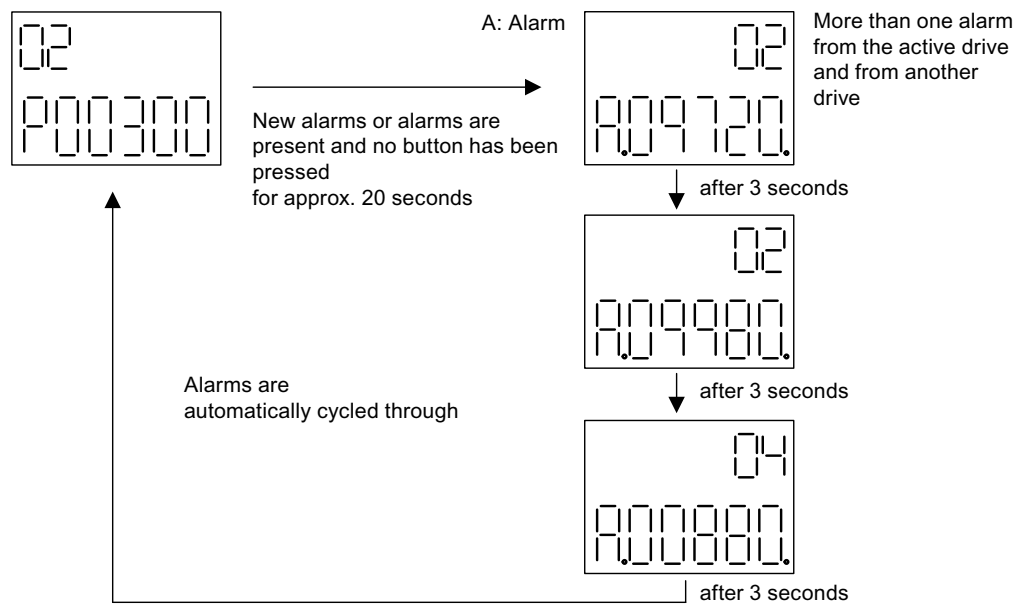 02
P00300
A: Alarm
New alarms or alarms are
present and no button has been
pressed
for approx. 20 seconds
02
A.09720.
More than one alarm
from the active drive
and from another
drive
after 3 seconds
02
A.09980.
after 3 seconds
Alarms are
automatically cycled through
04
A.00880.
after 3 seconds